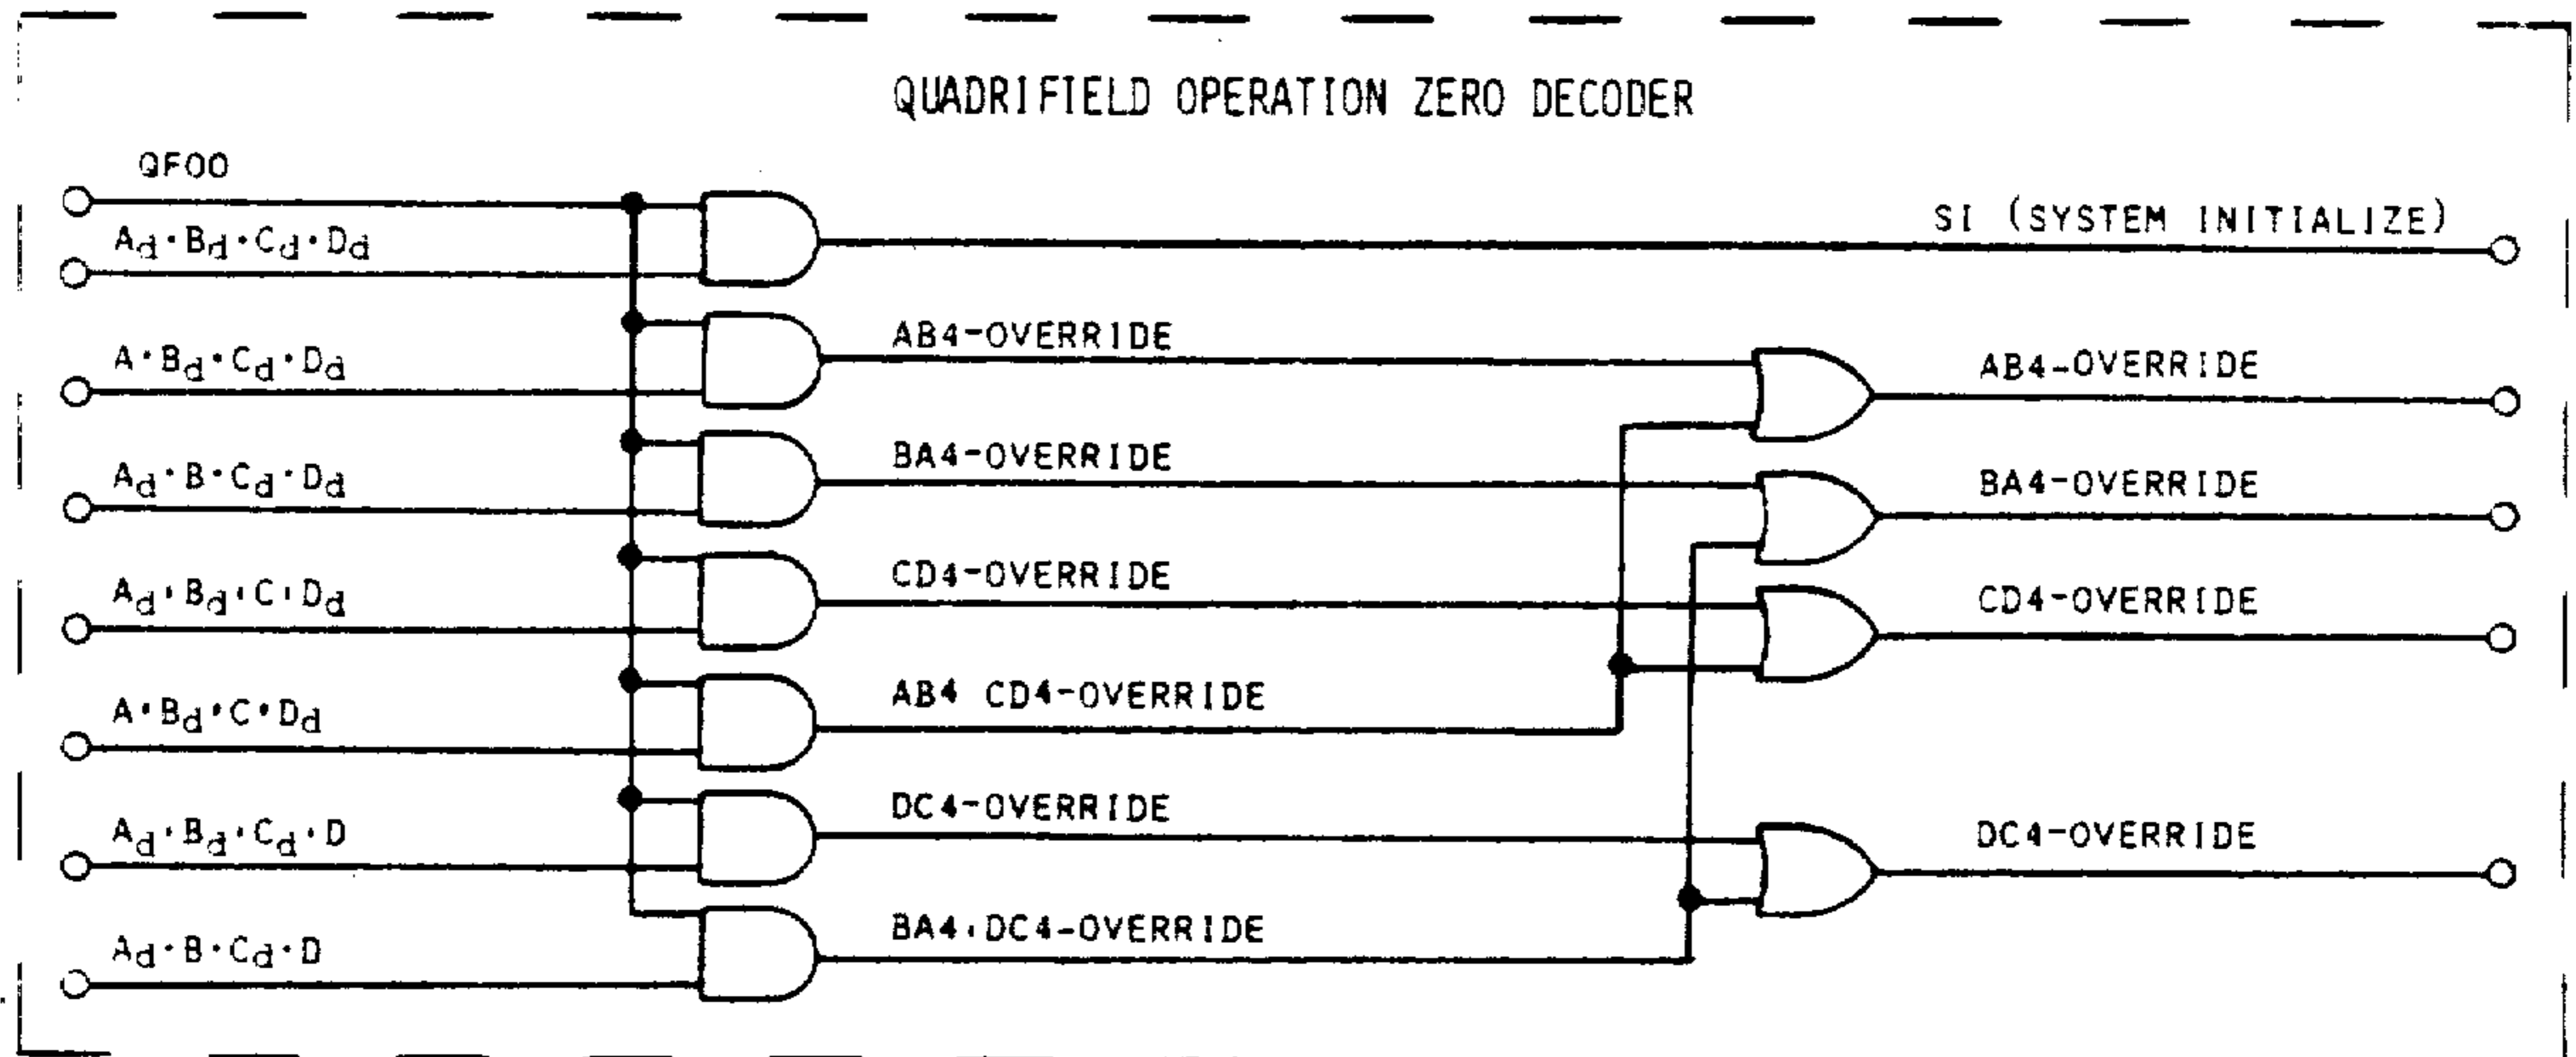 QUADRIFIELD OPERATION ZERO DECODER
QF00
SI (SYSTEM INITIALIZE)
Ad·Bd·Cd·Dd
AB4-OVERRIDE
A·Bd·Cd·Dd
AB4-OVERRIDE
BA4-OVERRIDE
Ad·B·Cd·Dd
BA4-OVERRIDE
CD4-OVERRIDE
Ad·Bd·C·Dd
CD4-OVERRIDE
AB4 CD4-OVERRIDE
A·Bd·C·Dd
DC4-OVERRIDE
Ad·Bd·Cd·D
DC4-OVERRIDE
BA4·DC4-OVERRIDE
Ad·B·Cd·D